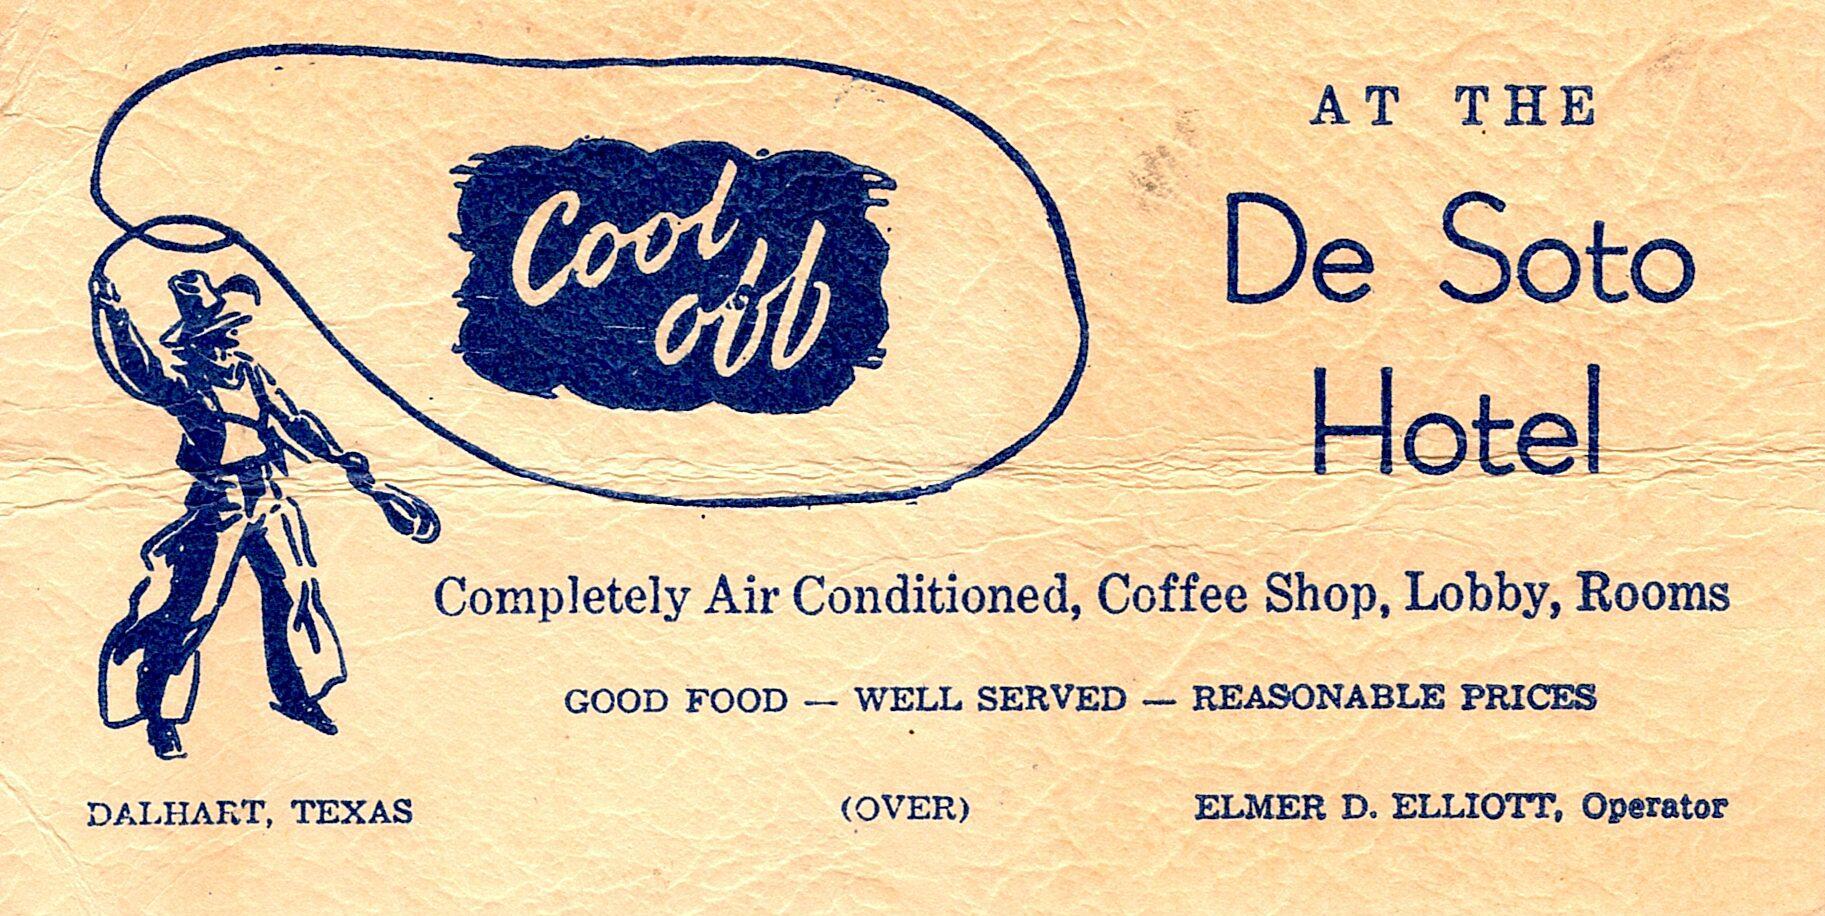 Cool
off
AT THE
De Soto
Hotel
Completely Air Conditioned, Coffee Shop, Lobby, Rooms
GOOD FOOD — WELL SERVED — REASONABLE PRICES
DALHART, TEXAS (OVER) ELMER D. ELLIOTT, Operator